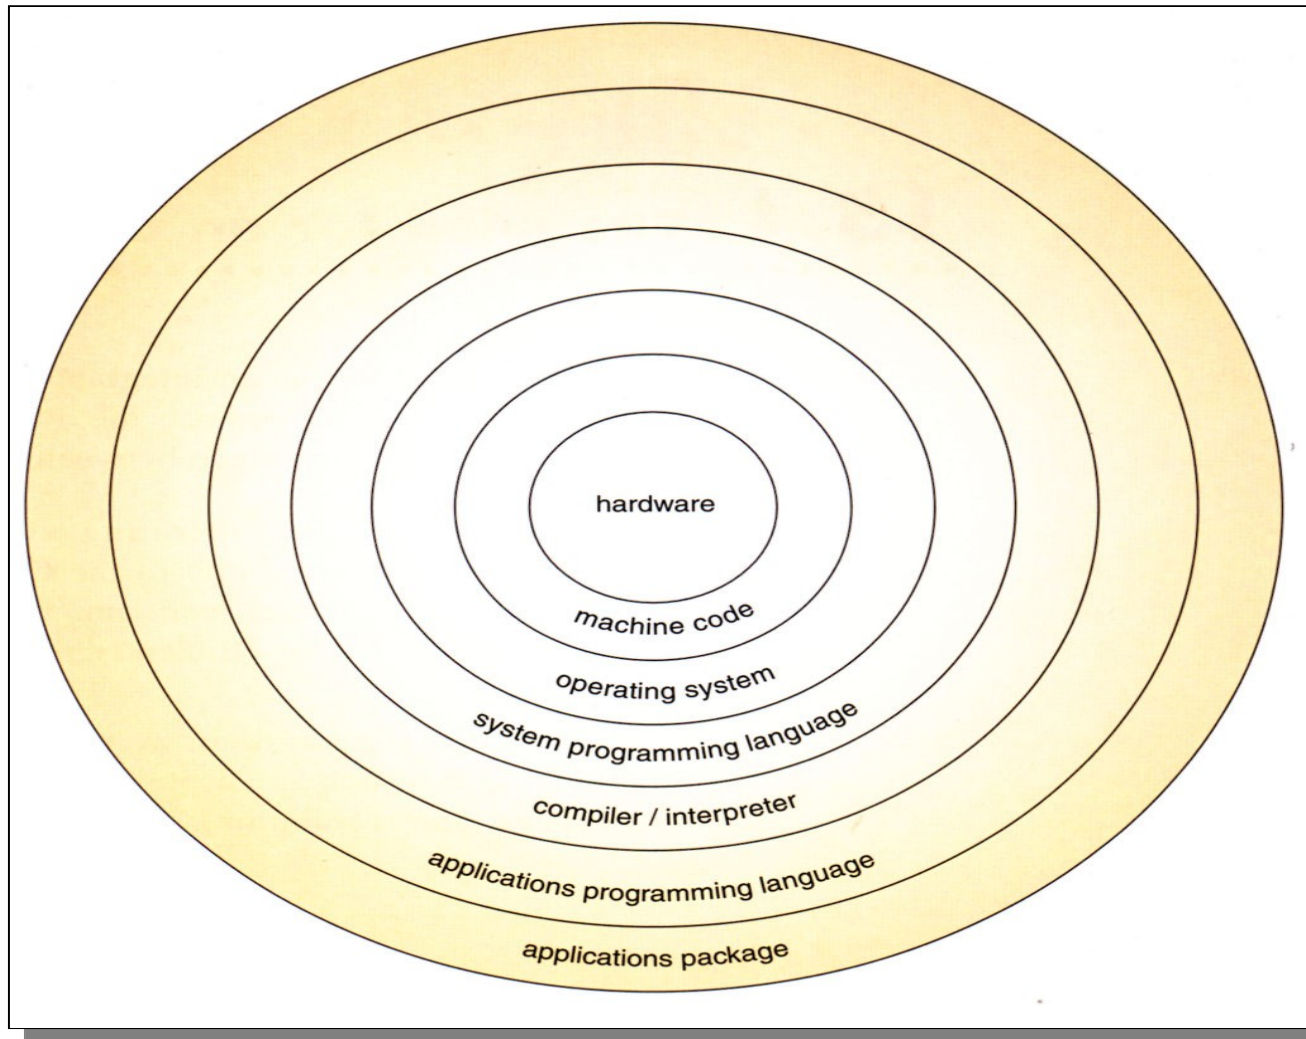 hardware
machine code
operating system
system programming language
compiler / interpreter
applications programming language
applications package